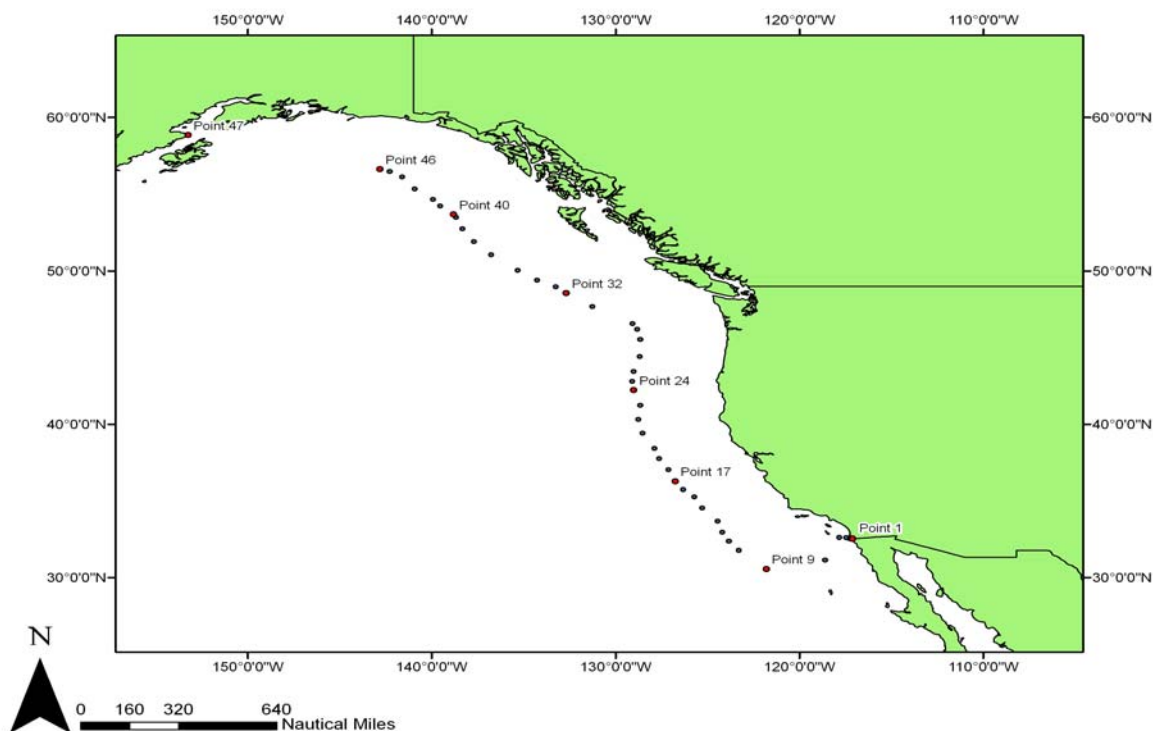 150°0'0"W 140°0'0"W 130°0'0"W 120°0'0"W 110°0'0"W
60°0'0"N 60°0'0"N
Point 47
Point 46
Point 40
50°0'0"N 50°0'0"N
Point 32
Point 24
40°0'0"N 40°0'0"N
Point 17
Point 1
Point 9
30°0'0"N 30°0'0"N
150°0'0"W 140°0'0"W 130°0'0"W 120°0'0"W 110°0'0"W
N
0 160 320 640
Nautical Miles